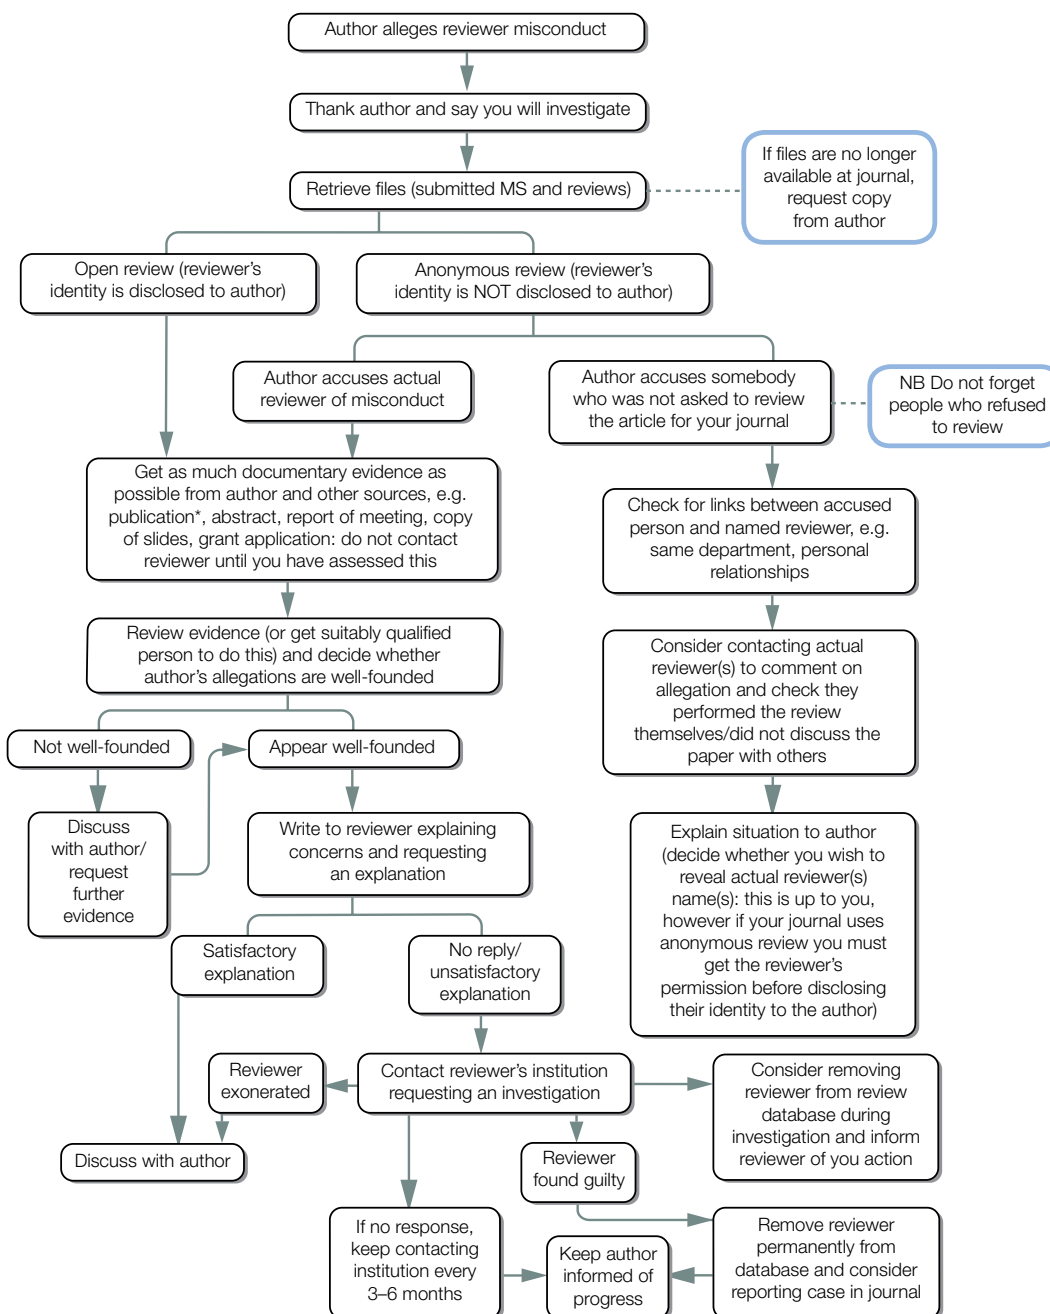 Author alleges reviewer misconduct
Thank author and say you will investigate
Retrieve files (submitted MS and reviews)
If files are no longer
available at journal,
request copy
from author
Open review (reviewer's
identity is disclosed to author)
Anonymous review (reviewer's
identity is NOT disclosed to author)
Author accuses actual
reviewer of misconduct
Author accuses somebody
who was not asked to review
the article for your journal
NB Do not forget
people who refused
to review
Get as much documentary evidence as
possible from author and other sources, e.g.
publication*, abstract, report of meeting, copy
of slides, grant application: do not contact
reviewer until you have assessed this
Check for links between accused
person and named reviewer, e.g.
same department, personal
relationships
Review evidence (or get suitably qualified
person to do this) and decide whether
author's allegations are well-founded
Consider contacting actual
reviewer(s) to comment on
allegation and check they
performed the review
themselves/did not discuss the
paper with others
Not well-founded
Appear well-founded
Discuss
with author/
request
further
evidence
Write to reviewer explaining
concerns and requesting
an explanation
Explain situation to author
(decide whether you wish to
reveal actual reviewer(s)
name(s): this is up to you,
however if your journal uses
anonymous review you must
get the reviewer's
permission before disclosing
their identity to the author)
Satisfactory
explanation
No reply/
unsatisfactory
explanation
Reviewer
exonerated
Contact reviewer's institution
requesting an investigation
Consider removing
reviewer from review
database during
investigation and inform
reviewer of you action
Discuss with author
Reviewer
found guilty
If no response,
keep contacting
institution every
3–6 months
Keep author
informed of
progress
Remove reviewer
permanently from
database and consider
reporting case in journal